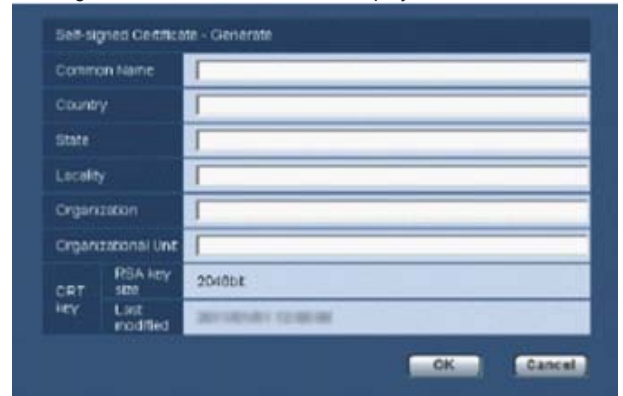 Self-signed Certificate - Generate
Common Name
Country
State
Locality
Organization
Organizational Unit
CRT key
RSA key size
2048bit
Last modified
OK
Cancel